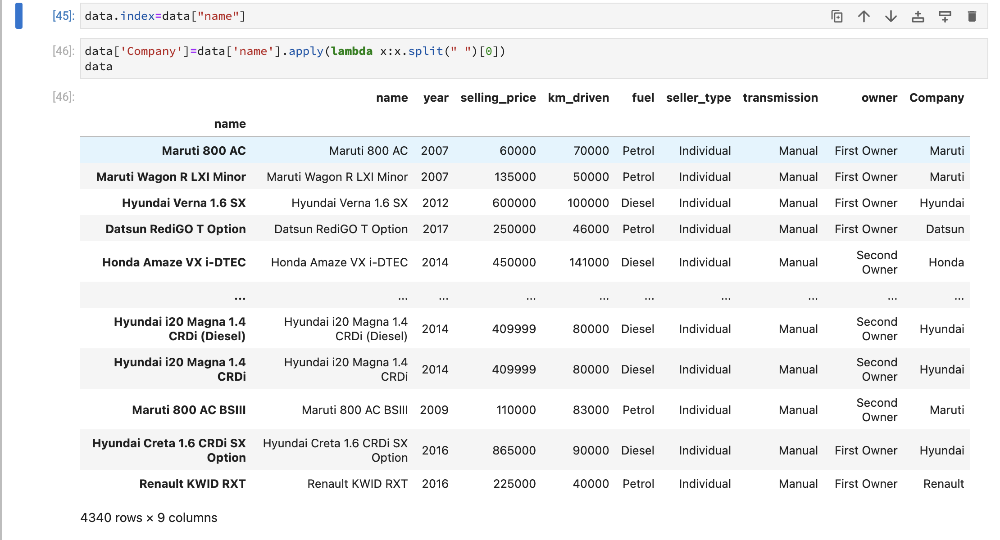 [45]: data.index=data["name"]
[46]: data['Company']=data['name'].apply(lambda x:x.split(" ")[0])
data
[46]: name year selling_price km_driven fuel seller_type transmission owner Company
name
Maruti 800 AC Maruti 800 AC 2007 60000 70000 Petrol Individual Manual First Owner Maruti
Maruti Wagon R LXI Minor Maruti Wagon R LXI Minor 2007 135000 50000 Petrol Individual Manual First Owner Maruti
Hyundai Verna 1.6 SX Hyundai Verna 1.6 SX 2012 600000 100000 Diesel Individual Manual First Owner Hyundai
Datsun RediGO T Option Datsun RediGO T Option 2017 250000 46000 Petrol Individual Manual First Owner Datsun
Honda Amaze VX i-DTEC Honda Amaze VX i-DTEC 2014 450000 141000 Diesel Individual Manual Second Owner Honda
... ... ... ... ... ... ... ... ... ...
Hyundai i20 Magna 1.4 CRDi (Diesel) Hyundai i20 Magna 1.4 CRDi (Diesel) 2014 409999 80000 Diesel Individual Manual Second Owner Hyundai
Hyundai i20 Magna 1.4 CRDi Hyundai i20 Magna 1.4 CRDi 2014 409999 80000 Diesel Individual Manual Second Owner Hyundai
Maruti 800 AC BSIII Maruti 800 AC BSIII 2009 110000 83000 Petrol Individual Manual Second Owner Maruti
Hyundai Creta 1.6 CRDi SX Option Hyundai Creta 1.6 CRDi SX Option 2016 865000 90000 Diesel Individual Manual First Owner Hyundai
Renault KWID RXT Renault KWID RXT 2016 225000 40000 Petrol Individual Manual First Owner Renault
4340 rows × 9 columns